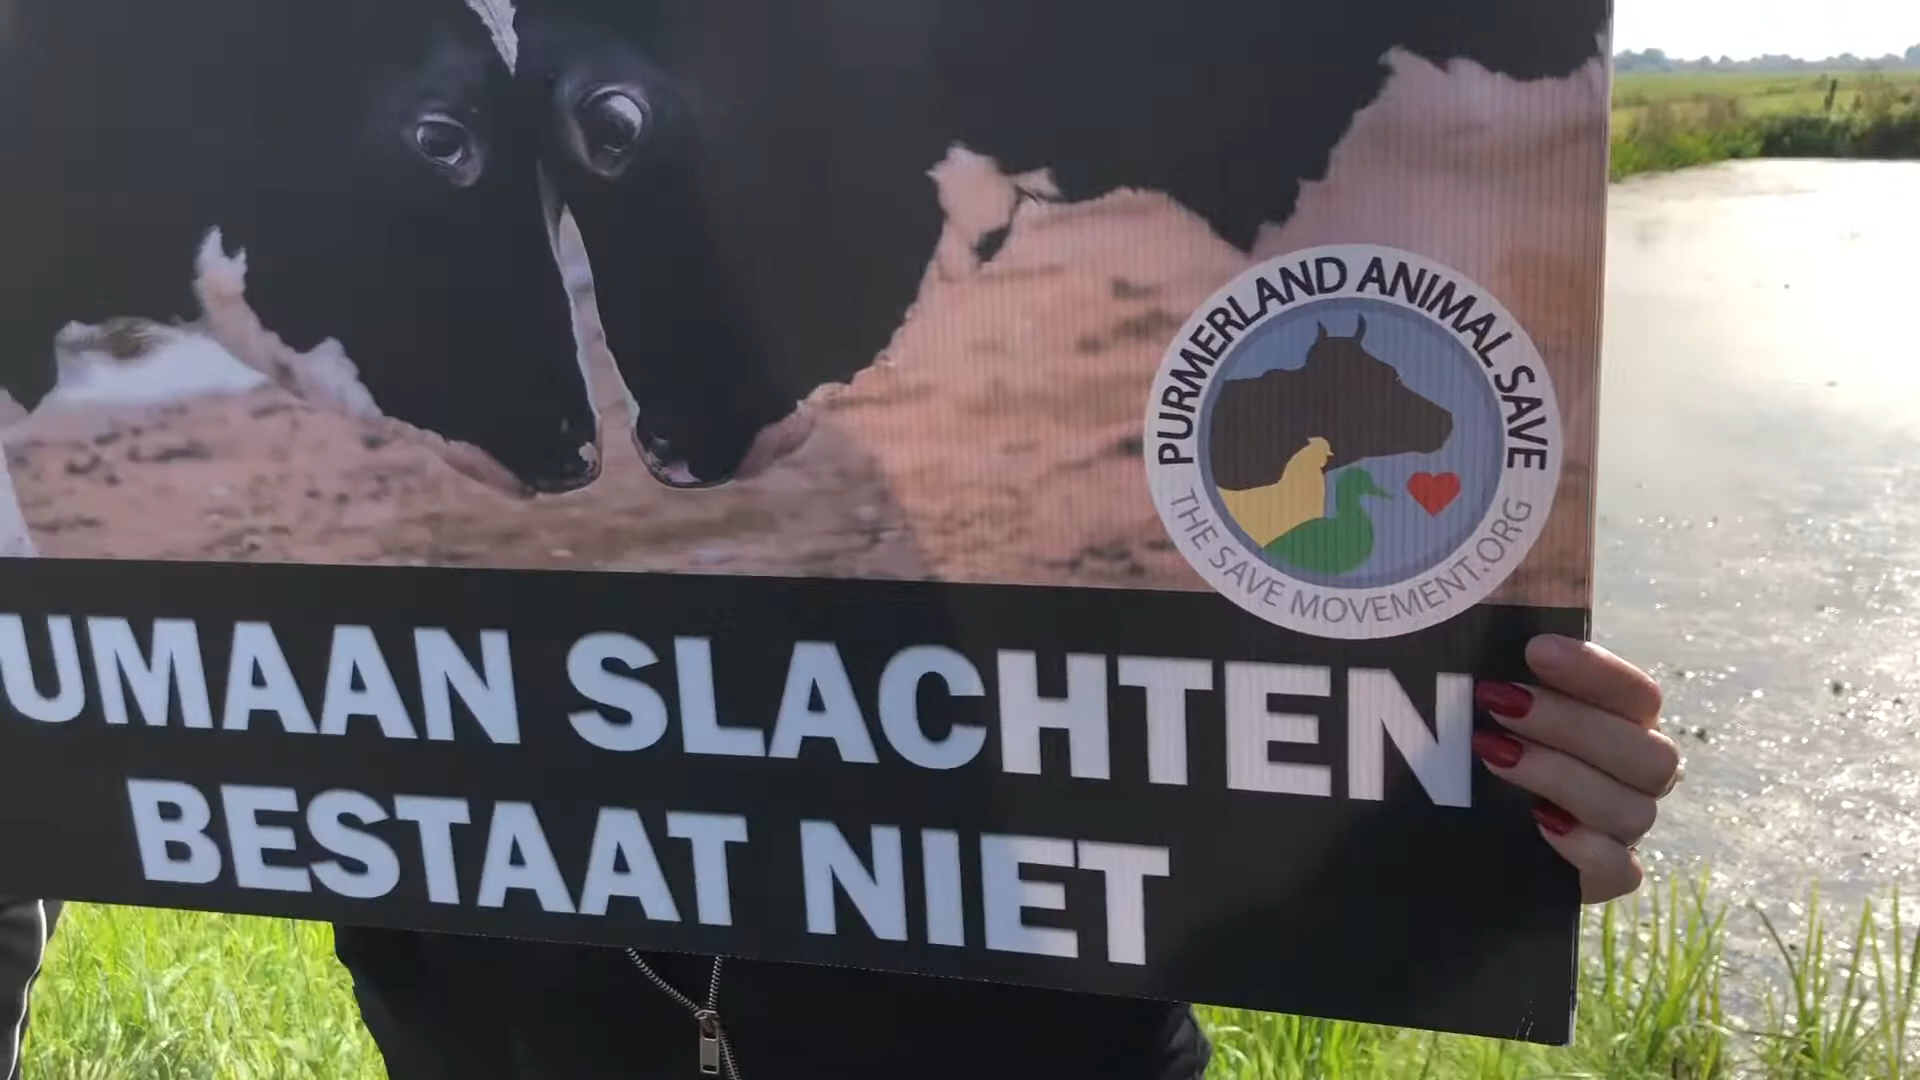 PURMERLAND ANIMAL SAVE
THE SAVE MOVEMENT.ORG
UMAAN SLACHTEN
BESTAAT NIET